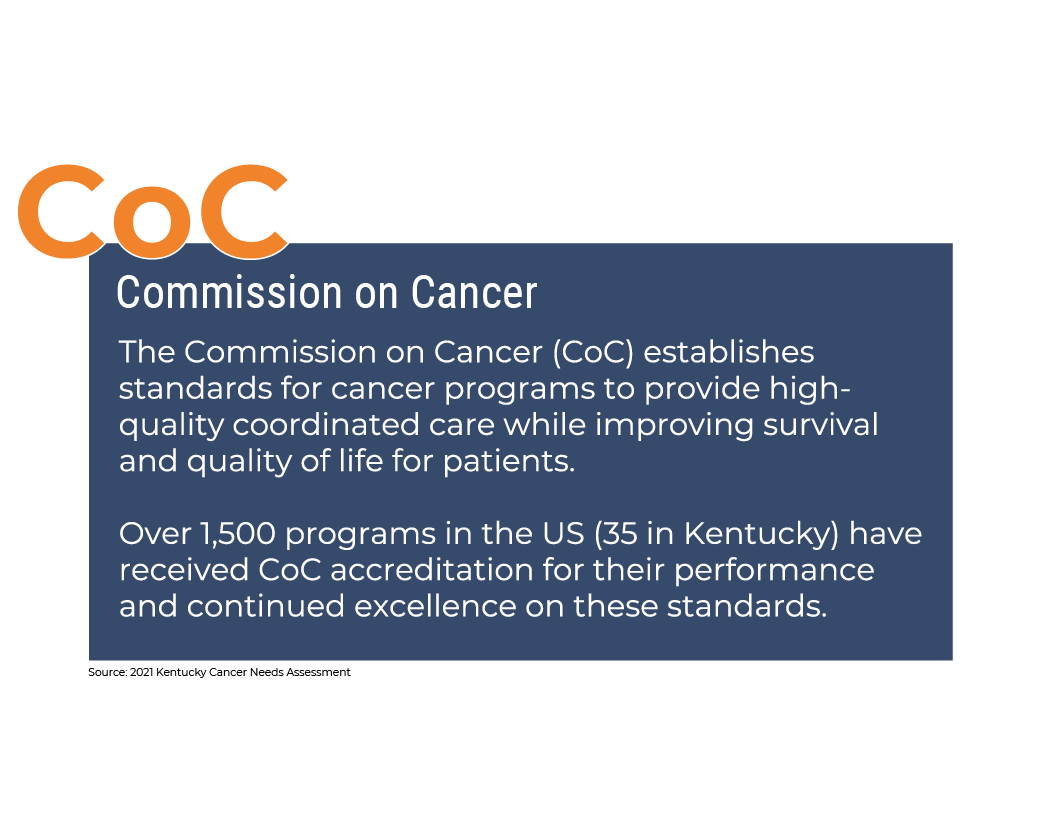 CoC
Commission on Cancer
The Commission on Cancer (CoC) establishes
standards for cancer programs to provide high-
quality coordinated care while improving survival
and quality of life for patients.
Over 1,500 programs in the US (35 in Kentucky) have
received CoC accreditation for their performance
and continued excellence on these standards.
Source: 2021 Kentucky Cancer Needs Assessment